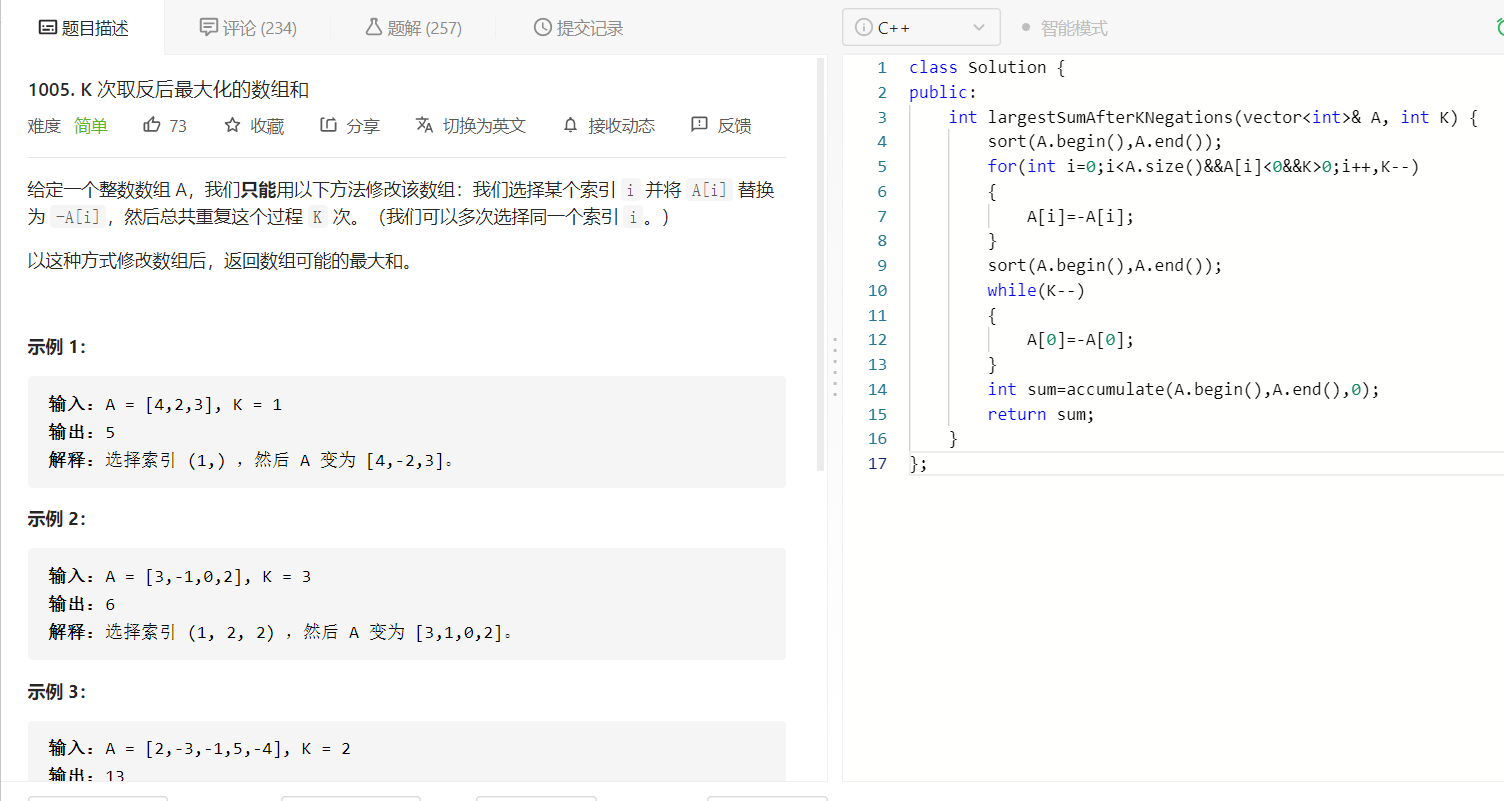 题目描述 评论 (234) 题解 (257) 提交记录
1005. K 次取反后最大化的数组和
难度 简单 73 收藏 分享 切换为英文 接收动态 反馈
给定一个整数数组 A，我们只能用以下方法修改该数组：我们选择某个索引 i 并将 A[i] 替换
为 -A[i]，然后总共重复这个过程 K 次。（我们可以多次选择同一个索引 i。）
以这种方式修改数组后，返回数组可能的最大和。
示例 1：
输入：A = [4,2,3], K = 1
输出：5
解释：选择索引 (1,) ，然后 A 变为 [4,-2,3]。
示例 2：
输入：A = [3,-1,0,2], K = 3
输出：6
解释：选择索引 (1, 2, 2) ，然后 A 变为 [3,1,0,2]。
示例 3：
输入：A = [2,-3,-1,5,-4], K = 2
输出：13
C++ 智能模式
1 class Solution {
2 public:
3 int largestSumAfterKNegations(vector<int>& A, int K) {
4 sort(A.begin(),A.end());
5 for(int i=0;i<A.size()&&A[i]<0&&K>0;i++,K--)
6 {
7 A[i]=-A[i];
8 }
9 sort(A.begin(),A.end());
10 while(K--)
11 {
12 A[0]=-A[0];
13 }
14 int sum=accumulate(A.begin(),A.end(),0);
15 return sum;
16 }
17 };